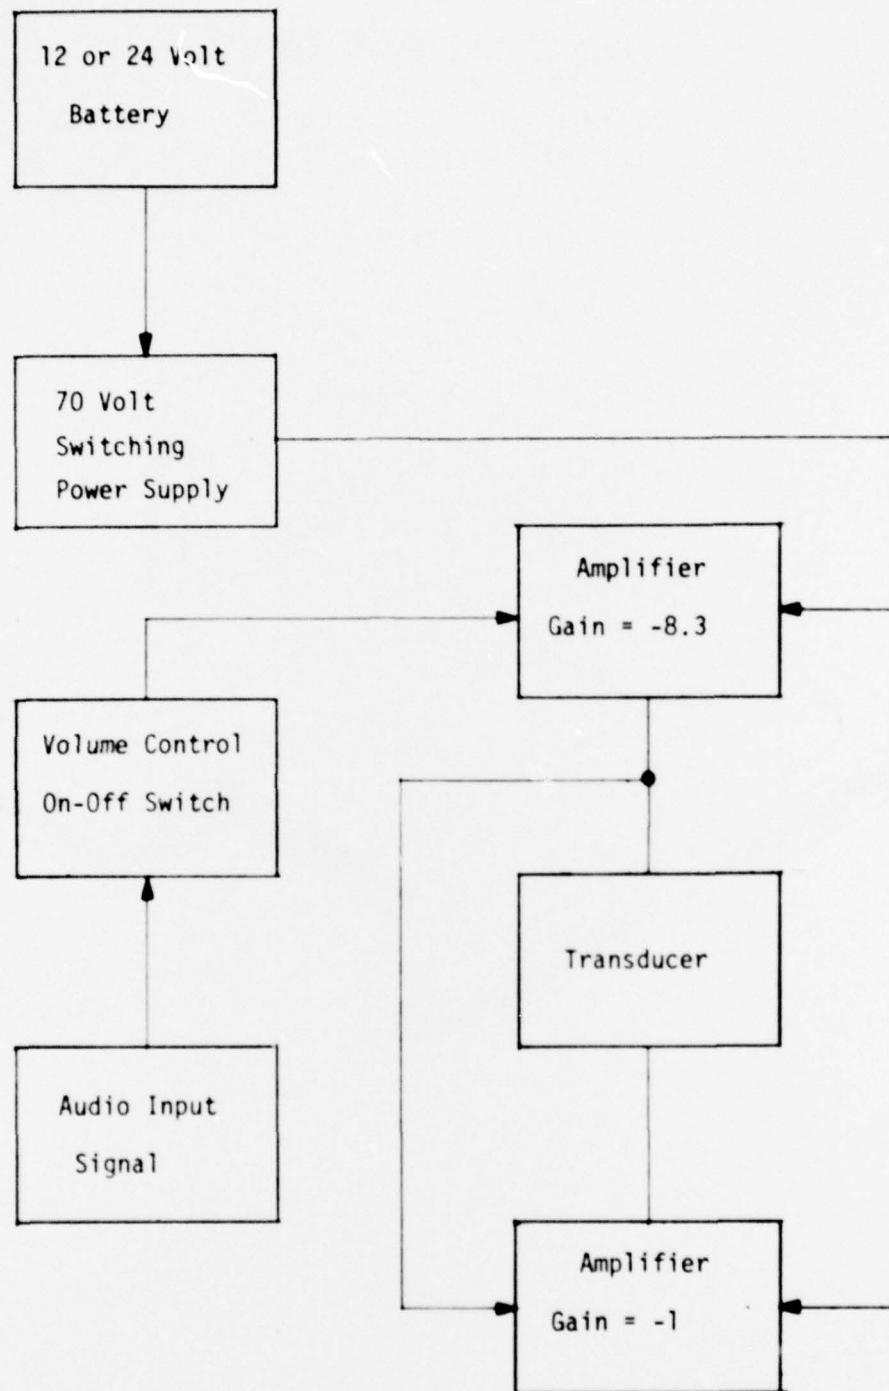 12 or 24 Volt
Battery
70 Volt
Switching
Power Supply
Amplifier
Gain = -8.3
Volume Control
On-Off Switch
Transducer
Audio Input
Signal
Amplifier
Gain = -1